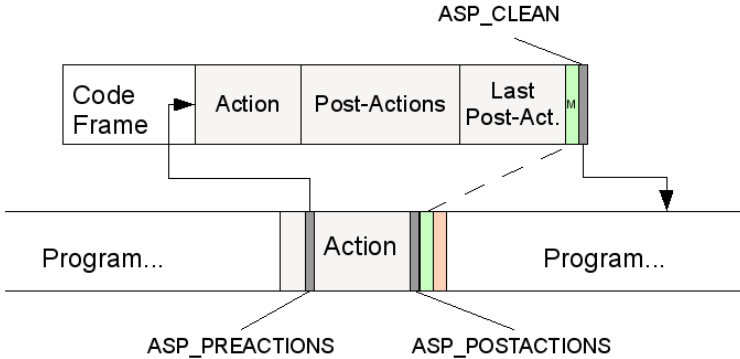 ASP_CLEAN
Code
Frame
Action
Post-Actions
Last
Post-Act.
M
Program...
Action
Program...
ASP_PREACTIONS
ASP_POSTACTIONS